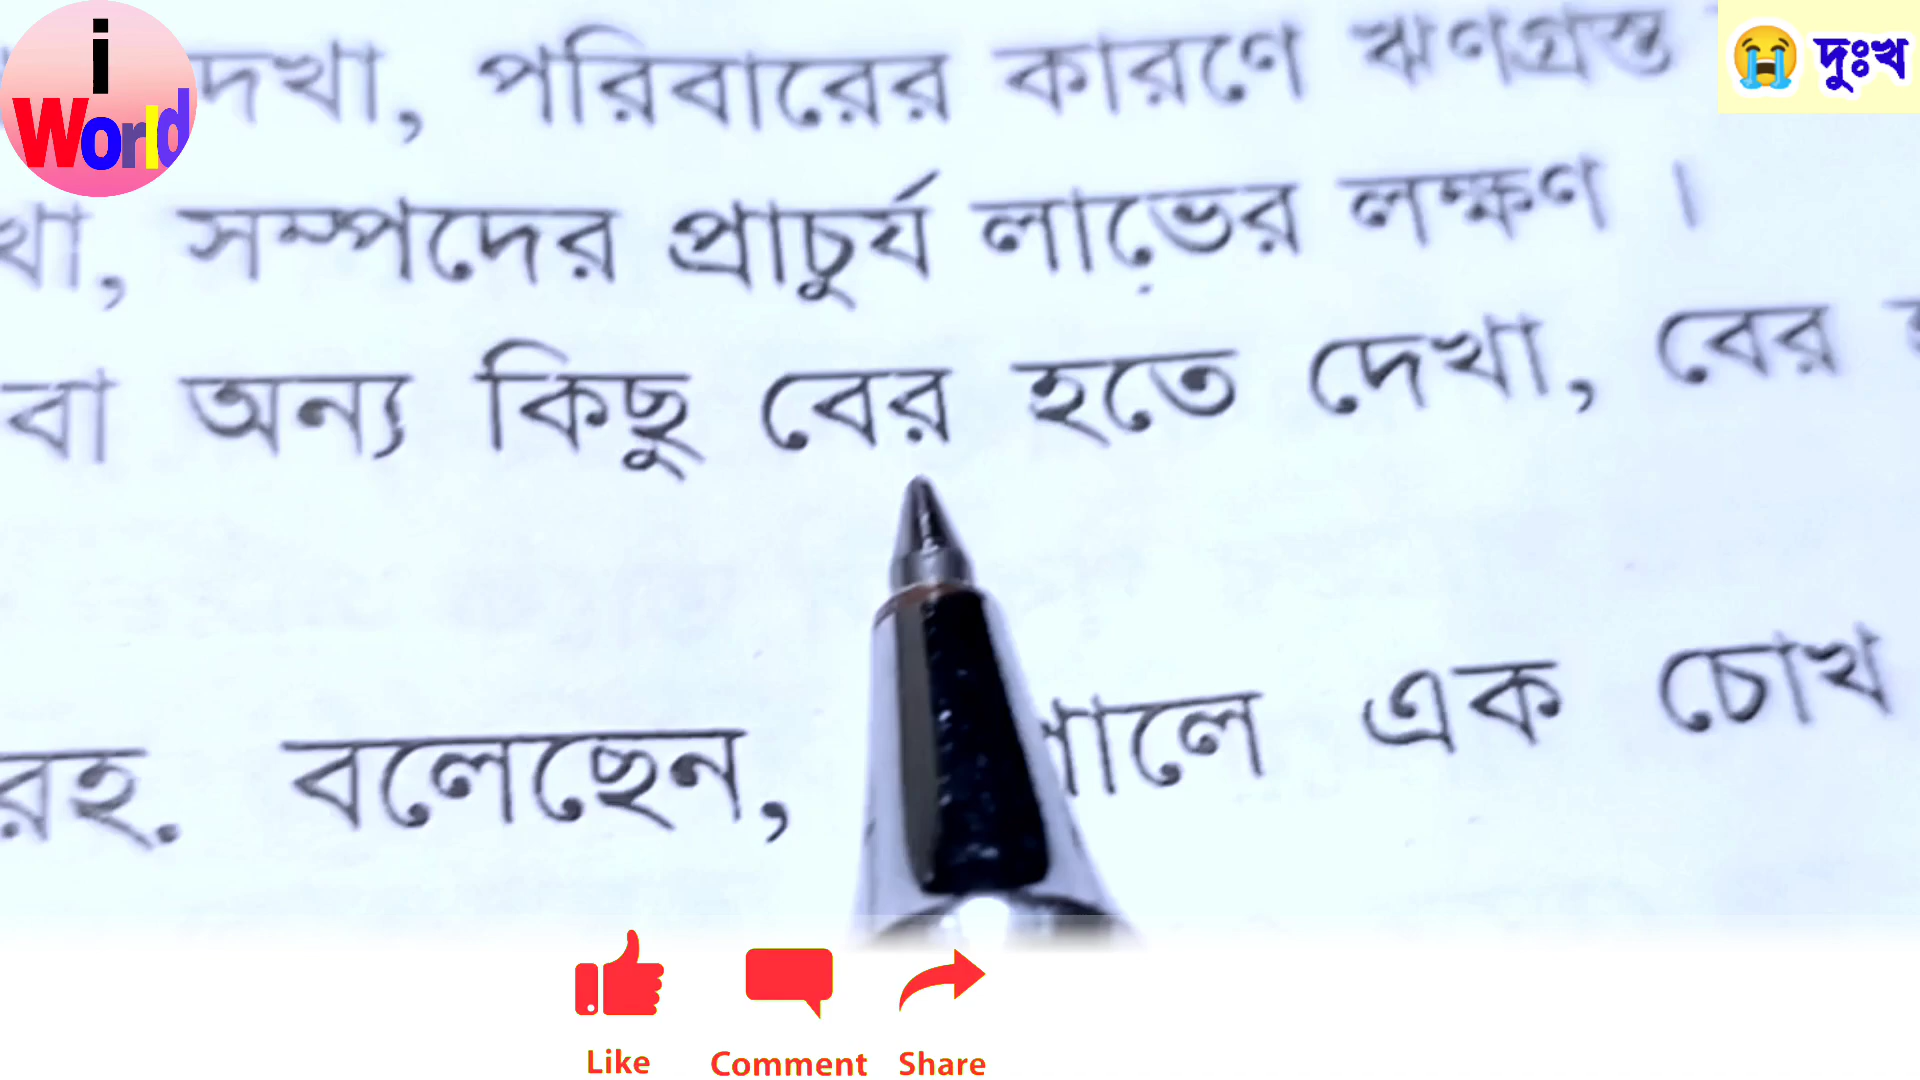 i
World
😭 দুঃখ
দেখা, পরিবারের কারণে ঋণগ্রস্ত
খা, সম্পদের প্রাচুর্য লাভের লক্ষণ ।
বা অন্য কিছু বের হতে দেখা, বের
রহ. বলেছেন, পালে এক চোখ
Like
Comment
Share